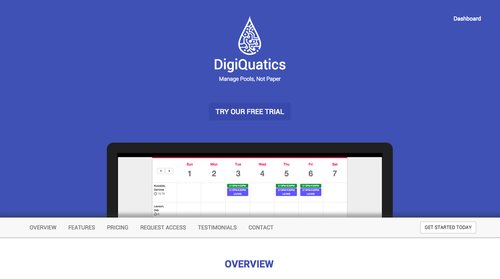 Dashboard
DigiQuatics
Manage Pools, Not Paper
TRY OUR FREE TRIAL
Sun Mon Tue Wed Thu Fri Sat
1 2 3 4 5 6 7
OVERVIEW FEATURES PRICING REQUEST ACCESS TESTIMONIALS CONTACT GET STARTED TODAY
OVERVIEW